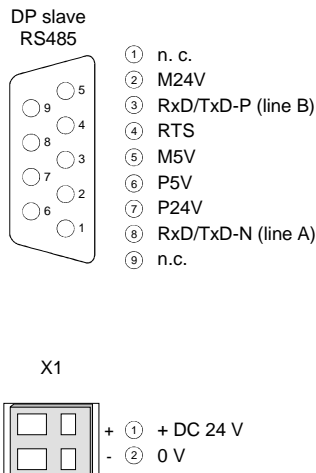 DP slave
RS485
5
9
4
8
3
7
2
6
1
1 n. c.
2 M24V
3 RxD/TxD-P (line B)
4 RTS
5 M5V
6 P5V
7 P24V
8 RxD/TxD-N (line A)
9 n.c.
X1
+ 1 + DC 24 V
- 2 0 V